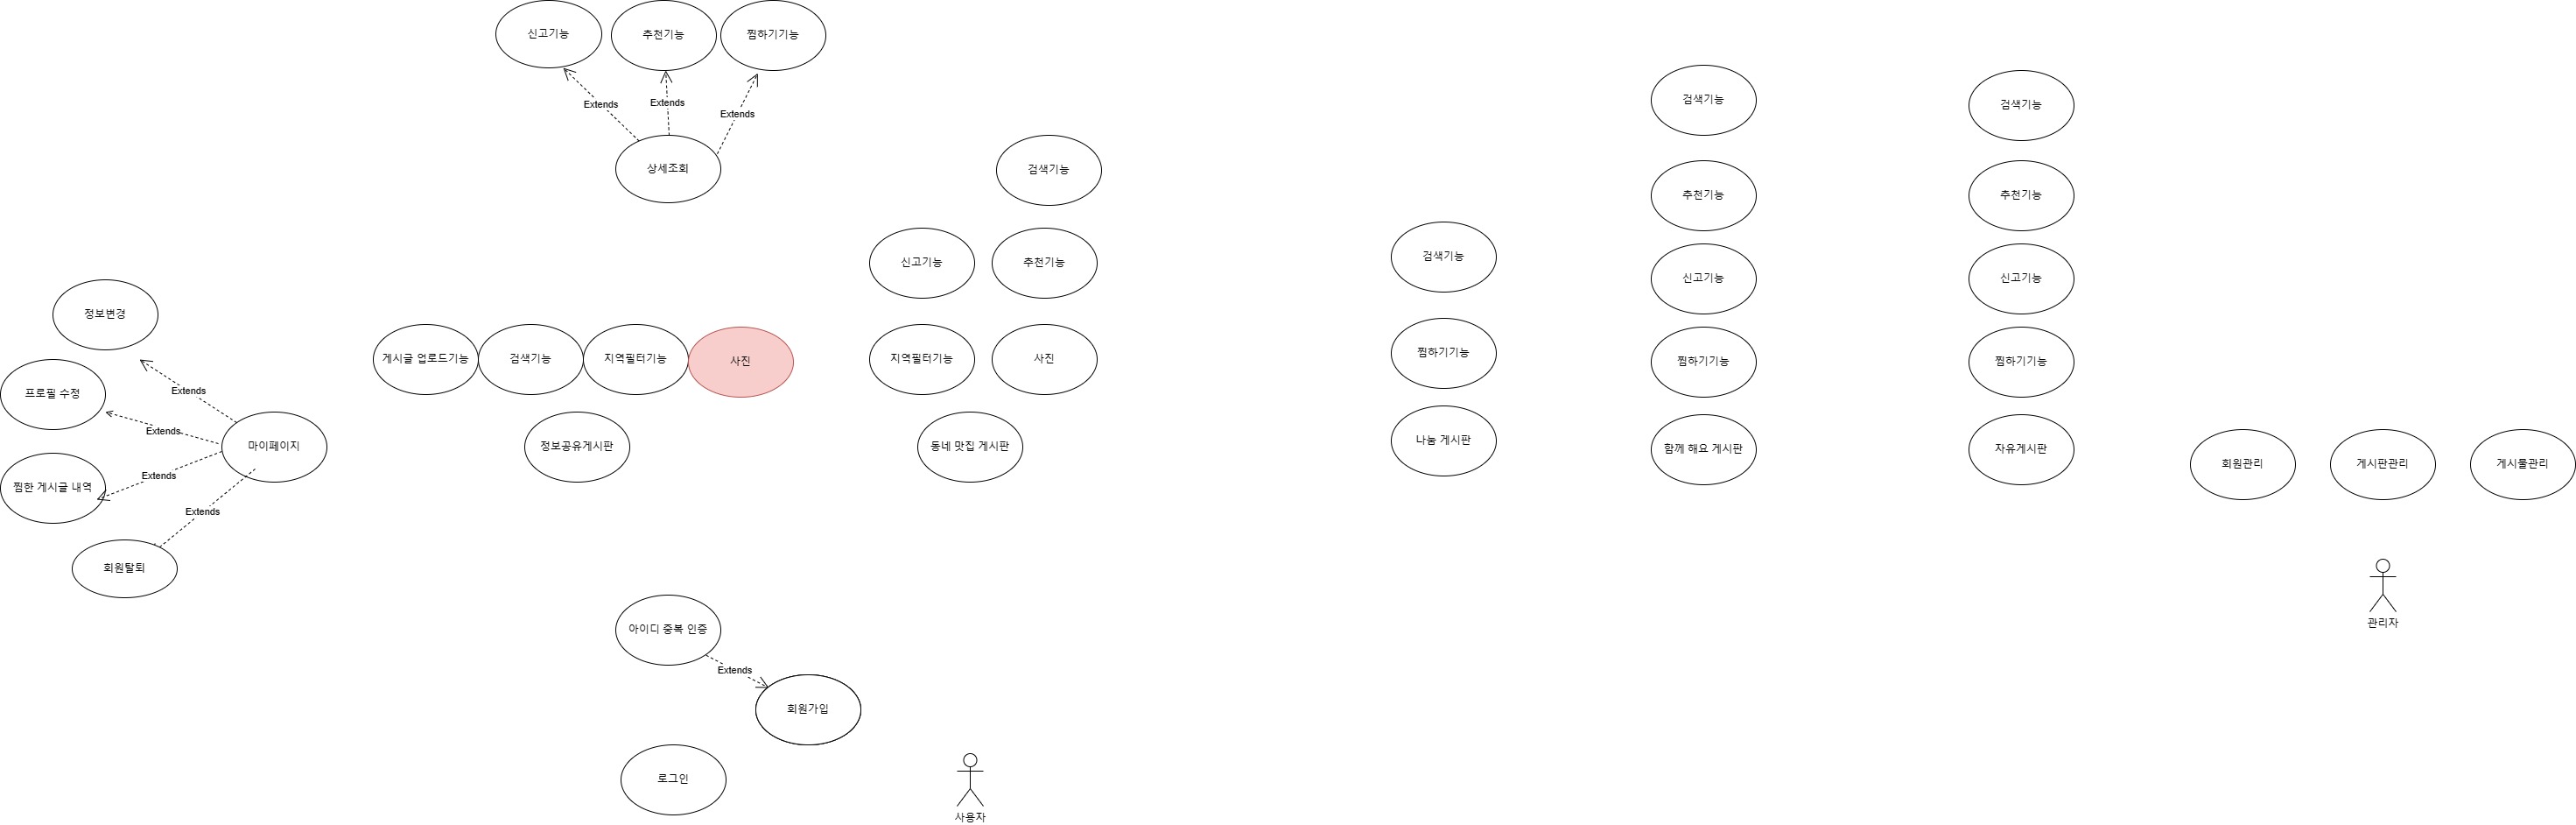 신고기능
추천기능
찜하기기능
Extends
Extends
Extends
상세조회
검색기능
신고기능
추천기능
지역필터기능
사진
동네 맛집 게시판
정보변경
프로필 수정
찜한 게시글 내역
회원탈퇴
Extends
Extends
Extends
Extends
마이페이지
게시글 업로드기능
검색기능
지역필터기능
사진
정보공유게시판
검색기능
찜하기기능
나눔 게시판
검색기능
추천기능
신고기능
찜하기기능
함께 해요 게시판
검색기능
추천기능
신고기능
찜하기기능
자유게시판
회원관리
게시판관리
게시물관리
관리자
아이디 중복 인증
Extends
회원가입
로그인
사용자